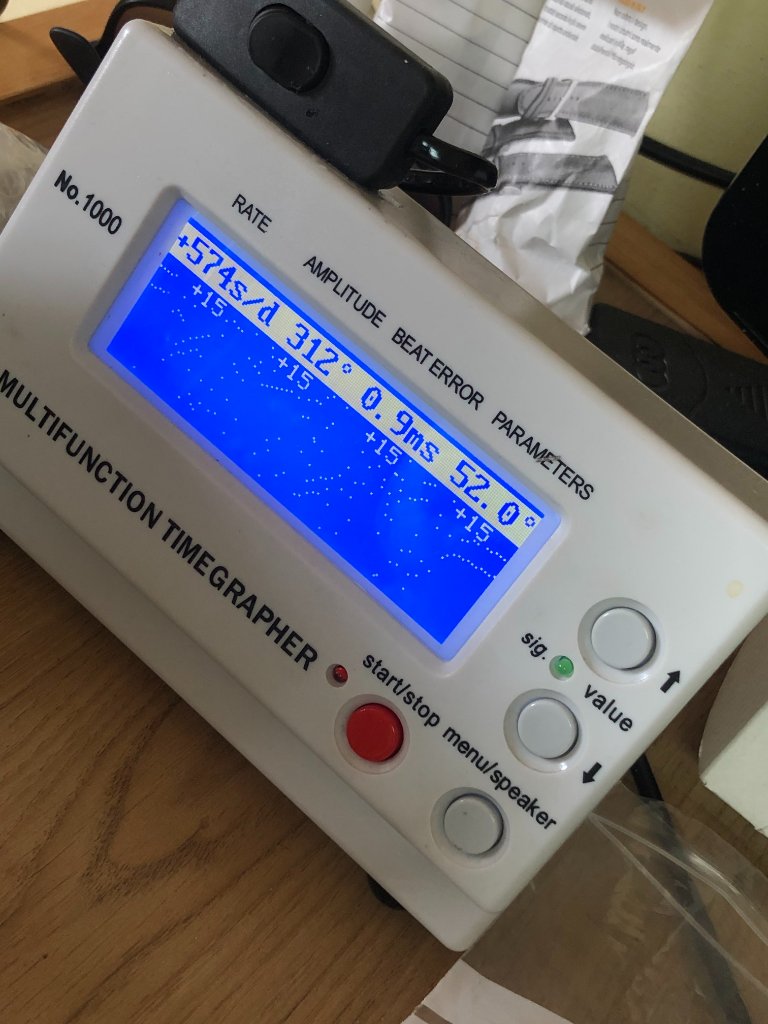 No.1000
RATE
AMPLITUDE
BEAT ERROR
PARAMETERS
+574s/d 312° 0.9ms 52.0°
+15 +15 +15 +15
MULTIFUNCTION TIMEGRAPHER
start/stop
menu/speaker
sig.
value